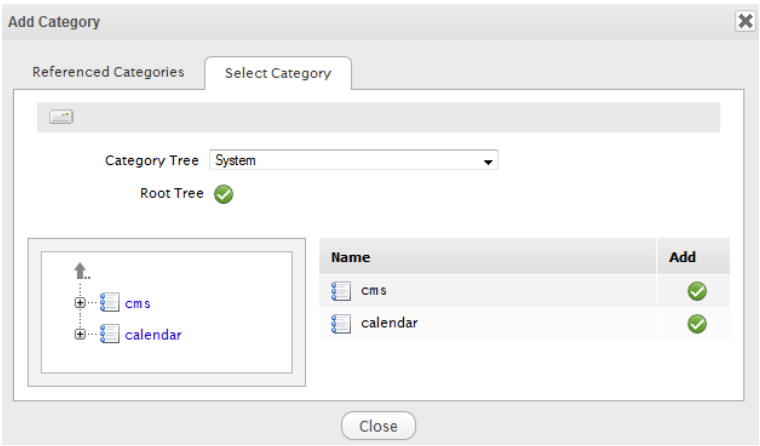 Add Category
Referenced Categories Select Category
Category Tree System
Root Tree
Name Add
cms
calendar
cms
calendar
Close